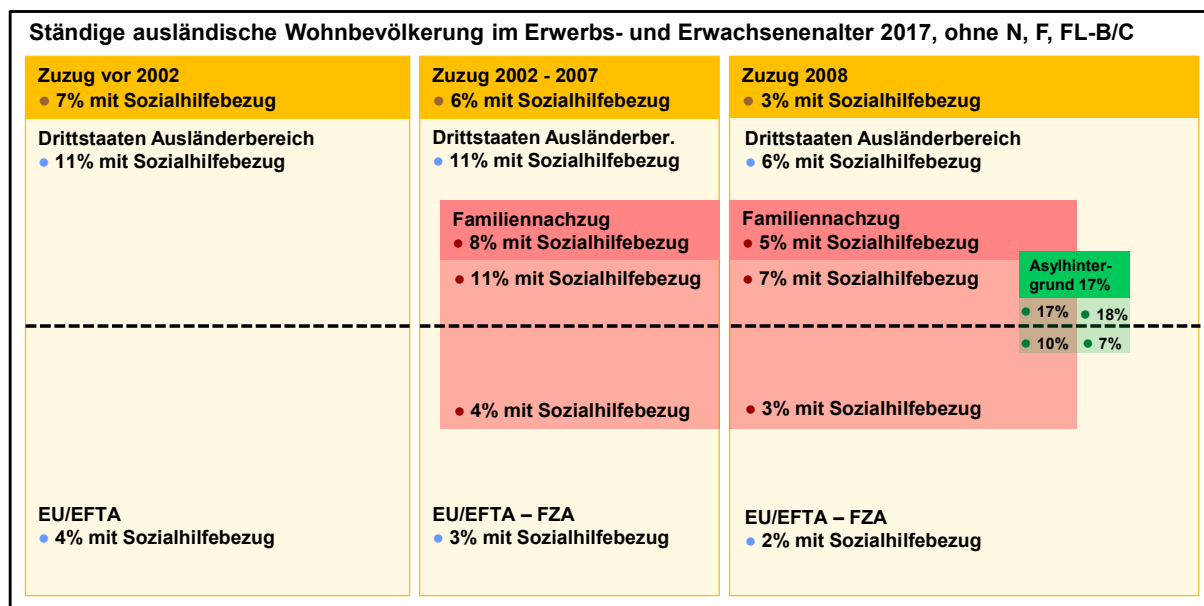 Ständige ausländische Wohnbevölkerung im Erwerbs- und Erwachsenenalter 2017, ohne N, F, FL-B/C
Zuzug vor 2002
● 7% mit Sozialhilfebezug
Drittstaaten Ausländerbereich
● 11% mit Sozialhilfebezug
EU/EFTA
● 4% mit Sozialhilfebezug
Zuzug 2002 - 2007
● 6% mit Sozialhilfebezug
Drittstaaten Ausländerber.
● 11% mit Sozialhilfebezug
Familiennachzug
● 8% mit Sozialhilfebezug
● 11% mit Sozialhilfebezug
● 4% mit Sozialhilfebezug
EU/EFTA – FZA
● 3% mit Sozialhilfebezug
Zuzug 2008
● 3% mit Sozialhilfebezug
Drittstaaten Ausländerbereich
● 6% mit Sozialhilfebezug
Familiennachzug
● 5% mit Sozialhilfebezug
● 7% mit Sozialhilfebezug
Asylhinter-
grund 17%
● 17% ● 18%
● 10% ● 7%
● 3% mit Sozialhilfebezug
EU/EFTA – FZA
● 2% mit Sozialhilfebezug